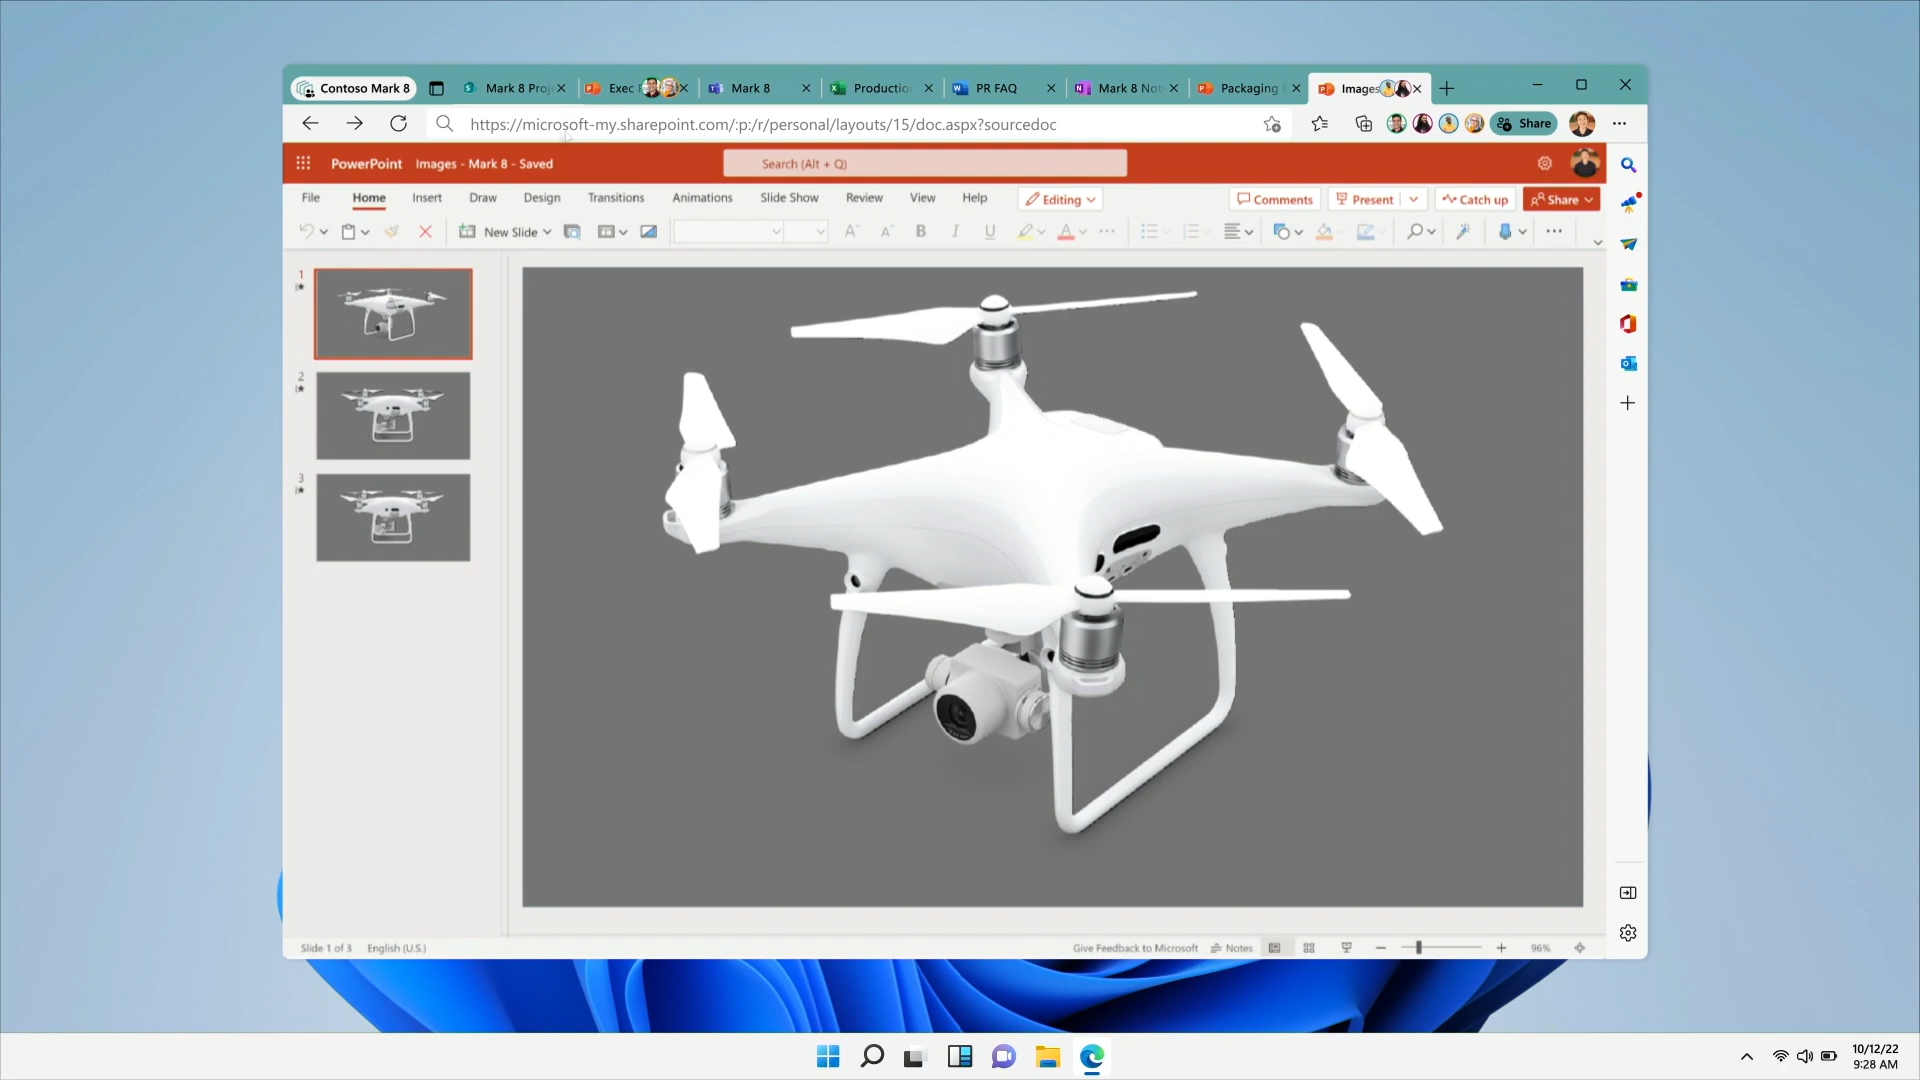 Contoso Mark 8
Mark 8 Proj
Exec
Mark 8
Productio
PR FAQ
Mark 8 Not
Packaging
Images
https://microsoft-my.sharepoint.com/:p:/r/personal/layouts/15/doc.aspx?sourcedoc
Share
PowerPoint
Images - Mark 8 - Saved
Search (Alt + Q)
File
Home
Insert
Draw
Design
Transitions
Animations
Slide Show
Review
View
Help
Editing
Comments
Present
Catch up
Share
New Slide
1
2
3
Slide 1 of 3
English (U.S.)
Give Feedback to Microsoft
Notes
96%
10/12/22
9:28 AM